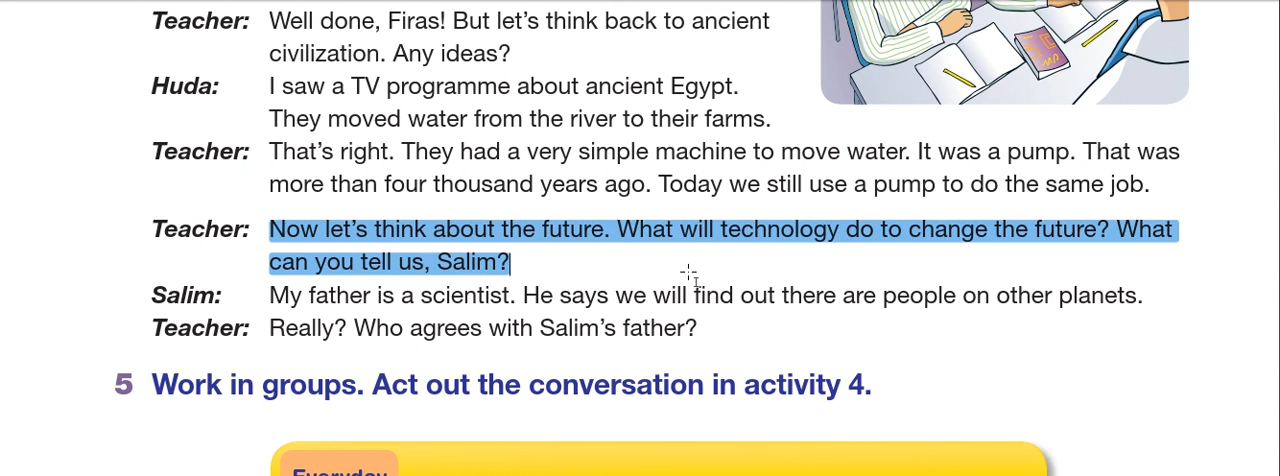 Teacher: Well done, Firas! But let's think back to ancient
civilization. Any ideas?
Huda: I saw a TV programme about ancient Egypt.
They moved water from the river to their farms.
Teacher: That's right. They had a very simple machine to move water. It was a pump. That was
more than four thousand years ago. Today we still use a pump to do the same job.
Teacher: Now let's think about the future. What will technology do to change the future? What
can you tell us, Salim?
Salim: My father is a scientist. He says we will find out there are people on other planets.
Teacher: Really? Who agrees with Salim's father?
5 Work in groups. Act out the conversation in activity 4.
Everyday